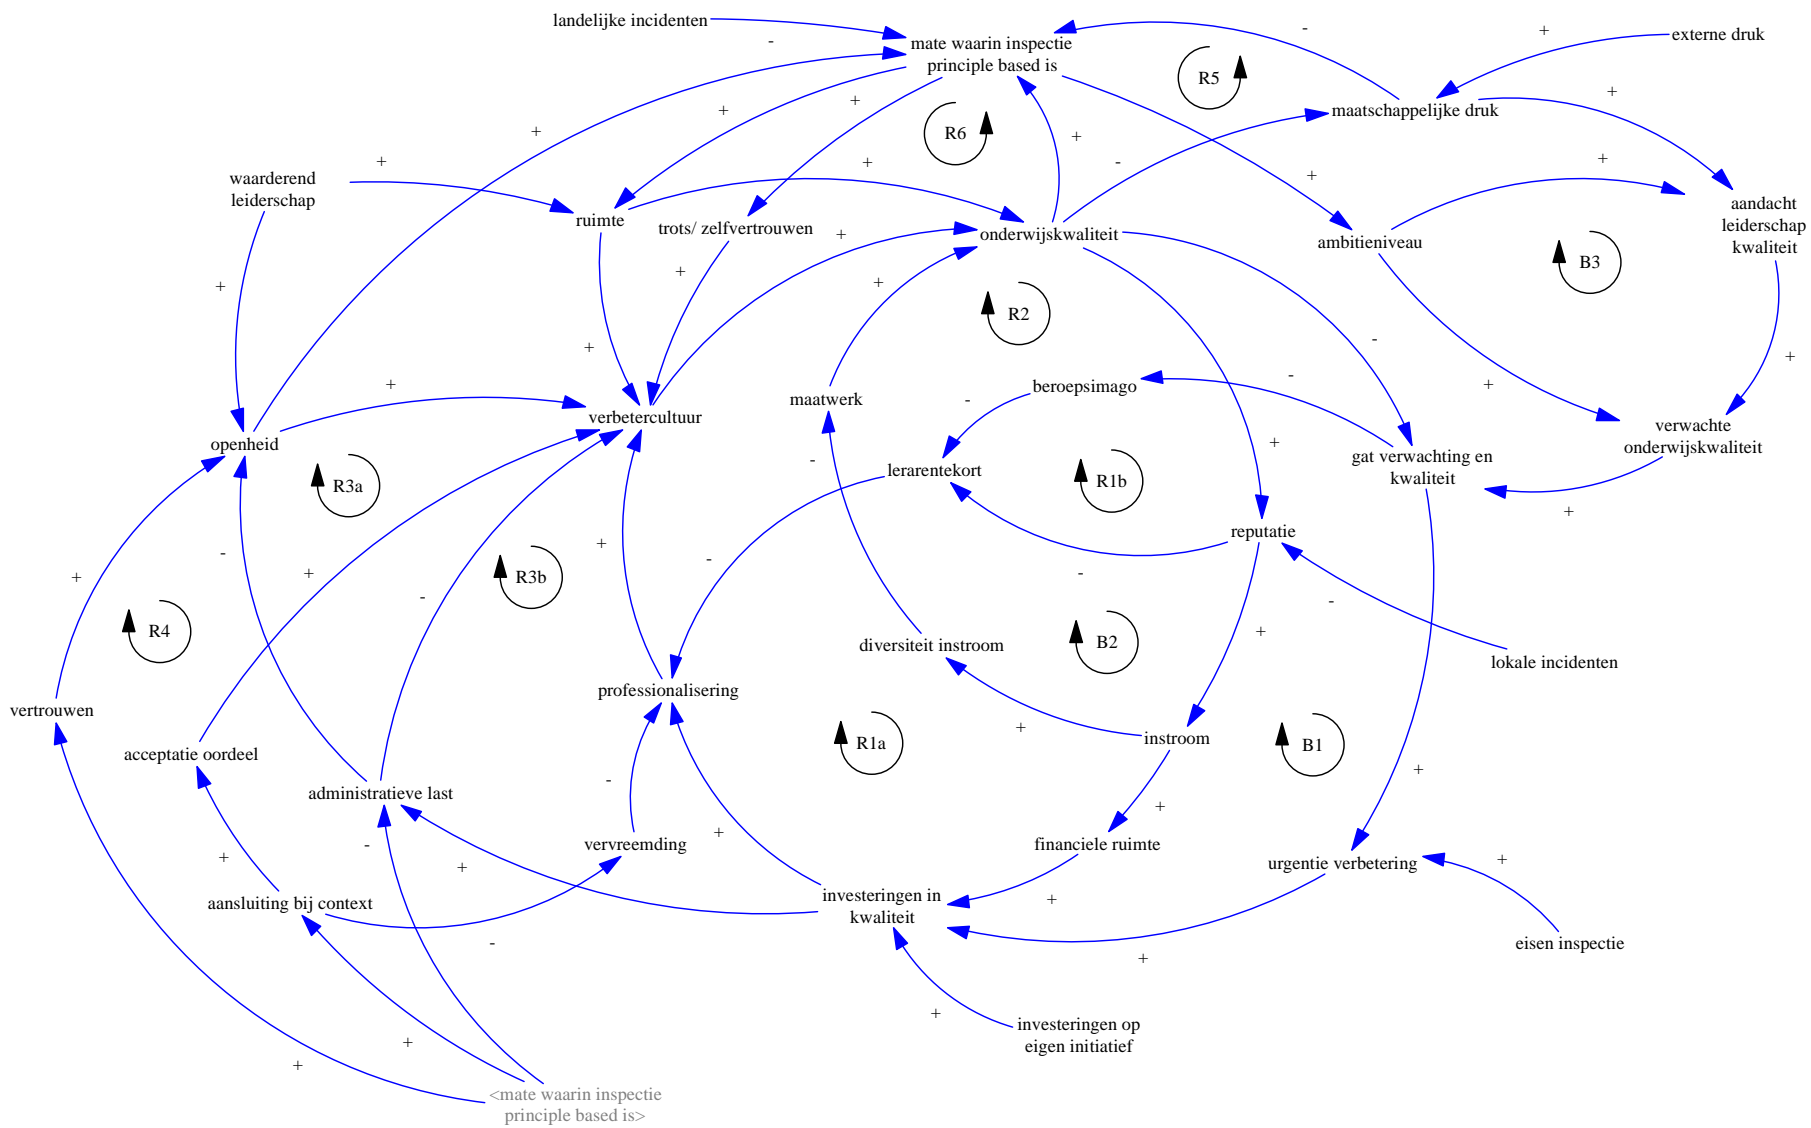 landelijke incidenten
-
mate waarin inspectie
principle based is
R5
-
+
externe druk
maatschappelijke druk
+
+
+
+
R6
+
+
-
+
+
waarderend
leiderschap
+
ruimte
trots/ zelfvertrouwen
onderwijskwaliteit
+
+
ambitieniveau
aandacht
leiderschap
kwaliteit
B3
+
+
+
R2
-
+
+
+
+
-
-
beroepsimago
maatwerk
verbetercultuur
openheid
verwachte
onderwijskwaliteit
gat verwachting en
kwaliteit
+
+
-
lerarentekort
R1b
R3a
reputatie
-
+
-
-
R3b
+
+
-
-
-
R4
+
B2
diversiteit instroom
lokale incidenten
professionalisering
vertrouwen
+
instroom
R1a
B1
acceptatie oordeel
administratieve last
-
+
+
+
vervreemding
financiele ruimte
urgentie verbetering
+
-
+
+
aansluiting bij context
investeringen in
kwaliteit
+
-
+
eisen inspectie
+
investeringen op
eigen initiatief
+
+
<mate waarin inspectie
principle based is>